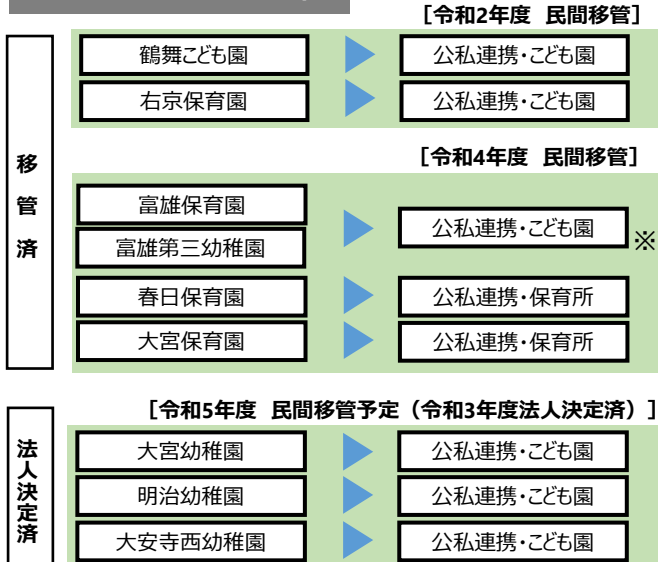 [令和2年度 民間移管]
鶴舞こども園 公私連携・こども園
右京保育園 公私連携・こども園
移管済
[令和4年度 民間移管]
富雄保育園
富雄第三幼稚園
公私連携・こども園 ※
春日保育園 公私連携・保育所
大宮保育園 公私連携・保育所
[令和5年度 民間移管予定（令和3年度法人決定済）]
法人決定済
大宮幼稚園 公私連携・こども園
明治幼稚園 公私連携・こども園
大安寺西幼稚園 公私連携・こども園